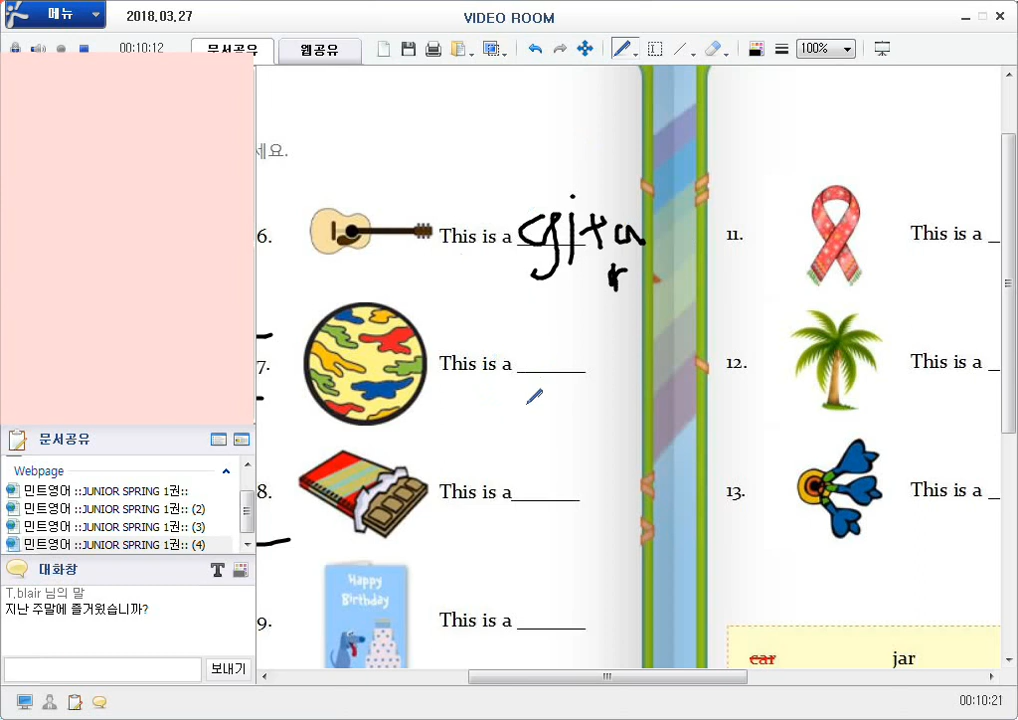 메뉴
2018.03.27
VIDEO ROOM
00:10:12
문서공유
웹공유
100%
세요.
6.
This is a ______
gitar
7.
This is a ______
8.
This is a______
Happy
Birthday
9.
This is a ______
11.
This is a _
12.
This is a _
13.
This is a _
car
jar
문서공유
Webpage
민트영어 ::JUNIOR SPRING 1권::
민트영어 ::JUNIOR SPRING 1권:: (2)
민트영어 ::JUNIOR SPRING 1권:: (3)
민트영어 ::JUNIOR SPRING 1권:: (4)
대화창
T,blair 님의 말
지난 주말에 즐거웠습니까?
보내기
00:10:21